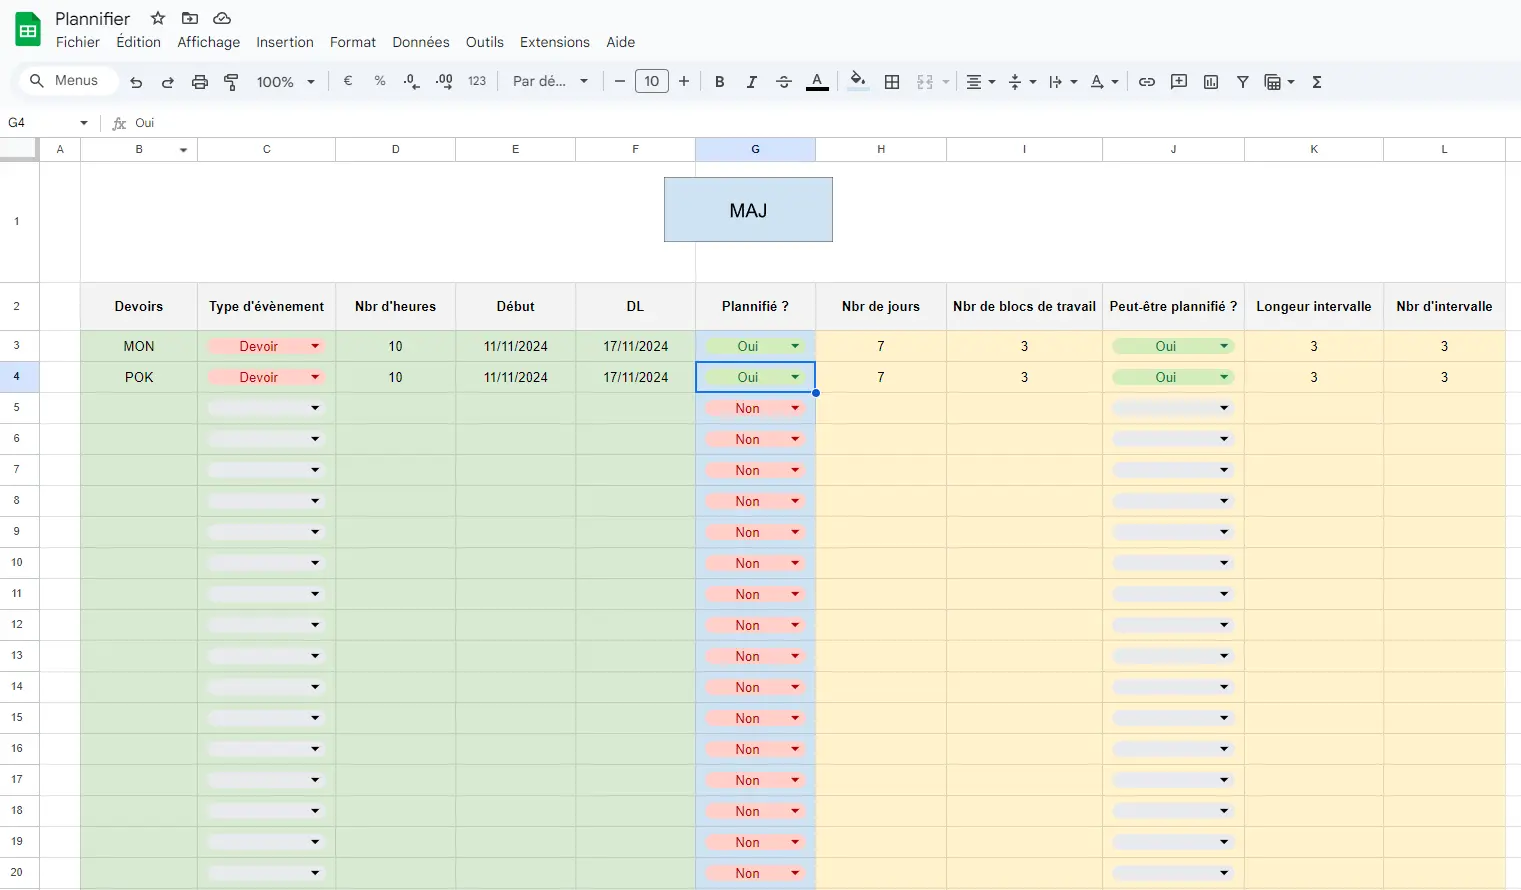 Plannifier
Fichier Édition Affichage Insertion Format Données Outils Extensions Aide
Menus 100% € % .0 .00 123 Par dé... 10 B I S A A Σ
G4 fx Oui
A B C D E F G H I J K L
1 MAJ
2 Devoirs Type d'évènement Nbr d'heures Début DL Plannifié ? Nbr de jours Nbr de blocs de travail Peut-être plannifié ? Longeur intervalle Nbr d'intervalle
3 MON Devoir 10 11/11/2024 17/11/2024 Oui 7 3 Oui 3 3
4 POK Devoir 10 11/11/2024 17/11/2024 Oui 7 3 Oui 3 3
5 Non
6 Non
7 Non
8 Non
9 Non
10 Non
11 Non
12 Non
13 Non
14 Non
15 Non
16 Non
17 Non
18 Non
19 Non
20 Non